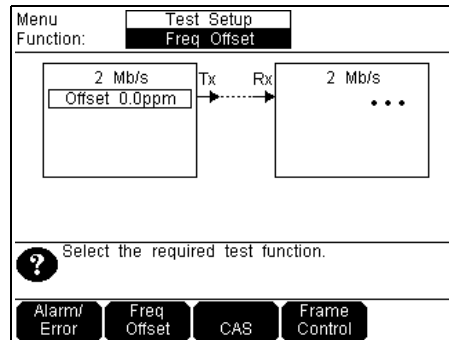 Menu Test Setup
Function: Freq Offset
2 Mb/s Tx Rx 2 Mb/s
Offset 0.0ppm
? Select the required test function.
Alarm/ Freq Frame
Error Offset CAS Control